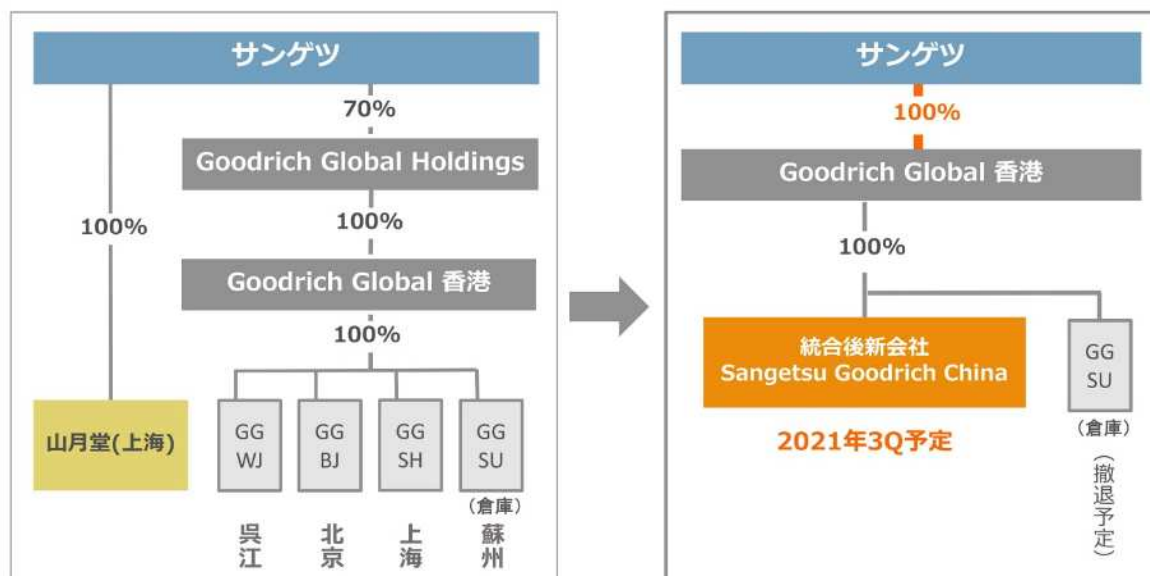 サンゲツ
70%
Goodrich Global Holdings
100%
100%
Goodrich Global 香港
100%
山月堂(上海)
GG
WJ
GG
BJ
GG
SH
GG
SU
(倉庫)
呉江
北京
上海
蘇州
サンゲツ
100%
Goodrich Global 香港
100%
統合後新会社
Sangetsu Goodrich China
2021年3Q予定
GG
SU
(倉庫)
(撤退予定)